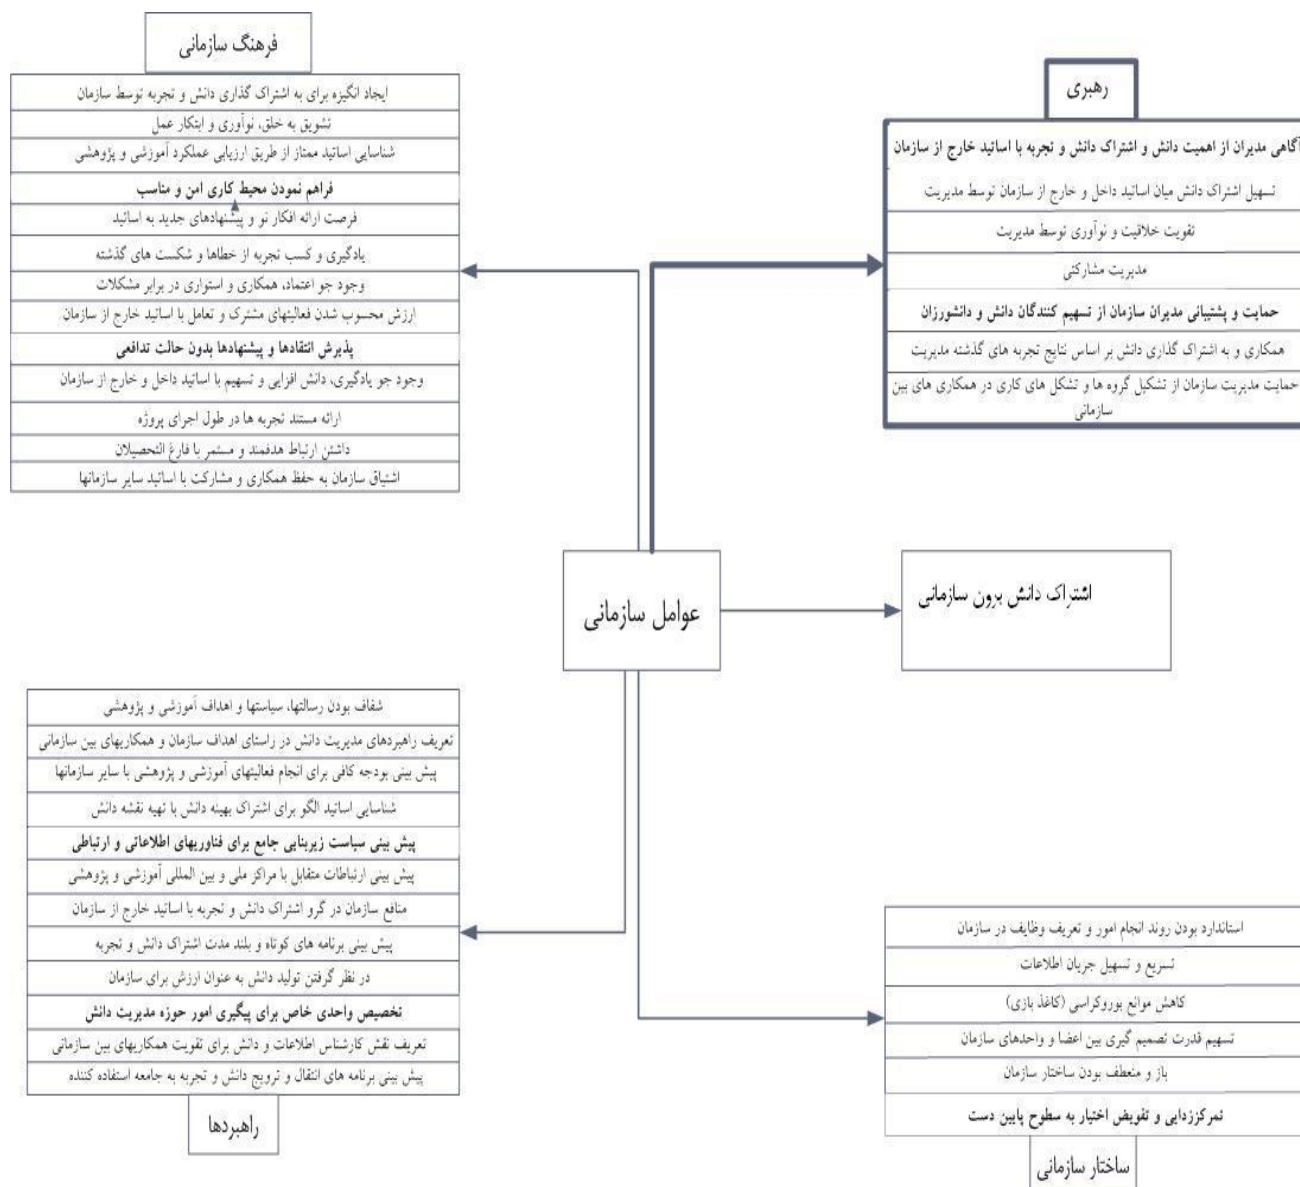 فرهنگ سازمانی
ایجاد انگیزه برای به اشتراک گذاری دانش و تجربه توسط سازمان
تشویق به خلق، نوآوری و ابتکار عمل
شناسایی اساتید ممتاز از طریق ارزیابی عملکرد آموزشی و پژوهشی
فراهم نمودن محیط کاری امن و مناسب
فرصت ارائه افکار نو و پیشنهادهای جدید به اساتید
یادگیری و کسب تجربه از خطاها و شکست های گذشته
وجود جو اعتماد، همکاری و استواری در برابر مشکلات
ارزش محسوب شدن فعالیتهای مشترک و تعامل با اساتید خارج از سازمان
پذیرش انتقادها و پیشنهادها بدون حالت تدافعی
وجود جو یادگیری، دانش افزایی و تسهیم با اساتید داخل و خارج از سازمان
ارائه مستند تجربه ها در طول اجرای پروژه
داشتن ارتباط هدفمند و مستمر با فارغ التحصیلان
اشتیاق سازمان به حفظ همکاری و مشارکت با اساتید سایر سازمانها
رهبری
آگاهی مدیران از اهمیت دانش و اشتراک دانش و تجربه با اساتید خارج از سازمان
تسهیل اشتراک دانش میان اساتید داخل و خارج از سازمان توسط مدیریت
تقویت خلاقیت و نوآوری توسط مدیریت
مدیریت مشارکتی
حمایت و پشتیبانی مدیران سازمان از تسهیم کنندگان دانش و دانشورزان
همکاری و به اشتراک گذاری دانش بر اساس نتایج تجربه های گذشته مدیریت
حمایت مدیریت سازمان از تشکیل گروه ها و تشکل های کاری در همکاری های بین
سازمانی
عوامل سازمانی
اشتراک دانش برون سازمانی
شفاف بودن رسالتها، سیاستها و اهداف آموزشی و پژوهشی
تعریف راهبردهای مدیریت دانش در راستای اهداف سازمان و همکاریهای بین سازمانی
پیش بینی بودجه کافی برای انجام فعالیتهای آموزشی و پژوهشی با سایر سازمانها
شناسایی اساتید الگو برای اشتراک بهینه دانش با تهیه نقشه دانش
پیش بینی سیاست زیربنایی جامع برای فناوریهای اطلاعاتی و ارتباطی
پیش بینی ارتباطات متقابل با مراکز ملی و بین المللی آموزشی و پژوهشی
منافع سازمان در گرو اشتراک دانش و تجربه با اساتید خارج از سازمان
پیش بینی برنامه های کوتاه و بلند مدت اشتراک دانش و تجربه
در نظر گرفتن تولید دانش به عنوان ارزش برای سازمان
تخصیص واحدی خاص برای پیگیری امور حوزه مدیریت دانش
تعریف نقش کارشناس اطلاعات و دانش برای تقویت همکاریهای بین سازمانی
پیش بینی برنامه های انتقال و ترویج دانش و تجربه به جامعه استفاده کننده
راهبردها
استاندارد بودن روند انجام امور و تعریف وظایف در سازمان
تسریع و تسهیل جریان اطلاعات
کاهش موانع بوروکراسی (کاغذ بازی)
تسهیم قدرت تصمیم گیری بین اعضا و واحدهای سازمان
باز و منعطف بودن ساختار سازمان
تمرکززدایی و تفویض اختیار به سطوح پایین دست
ساختار سازمانی